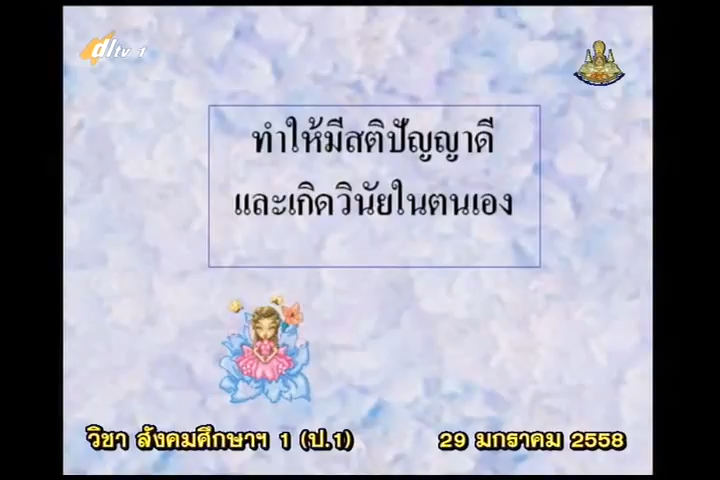 dltv 1
ทำให้มีสติปัญญาดี
และเกิดวินัยในตนเอง
วิชา สังคมศึกษาฯ 1 (ป.1)
29 มกราคม 2558